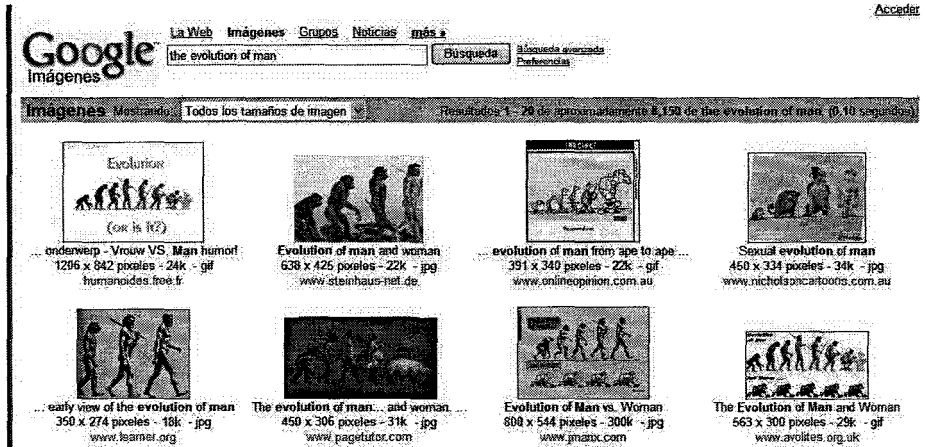 Acceder
La Web Imágenes Grupos Noticias más »
Google
Imágenes
the evolution of man
Búsqueda
Búsqueda avanzada
Preferencias
Imágenes Mostrando: Todos los tamaños de imagen
Resultados 1 - 20 de aproximadamente 8,150 de the evolution of man. (0.10 segundos)
Evolution
(OR IS IT?)
... onderwerp - Vrouw VS. Man humor!
1296 x 842 pixeles - 24k - gif
humanoides.free.fr
Evolution of man and woman
638 x 425 pixeles - 22k - jpg
www.steinhaus-net.de
... evolution of man from ape to ape ...
391 x 340 pixeles - 22k - gif
www.onlineopinion.com.au
Sexual evolution of man
450 x 334 pixeles - 34k - jpg
www.nicholsoncartoons.com.au
... early view of the evolution of man
350 x 274 pixeles - 18k - jpg
www.learner.org
The evolution of man... and woman ...
450 x 306 pixeles - 31k - jpg
www.pagetutor.com
Evolution of Man vs. Woman
800 x 544 pixeles - 300k - jpg
www.jmarix.com
The Evolution of Man and Woman
563 x 300 pixeles - 29k - gif
www.avolites.org.uk